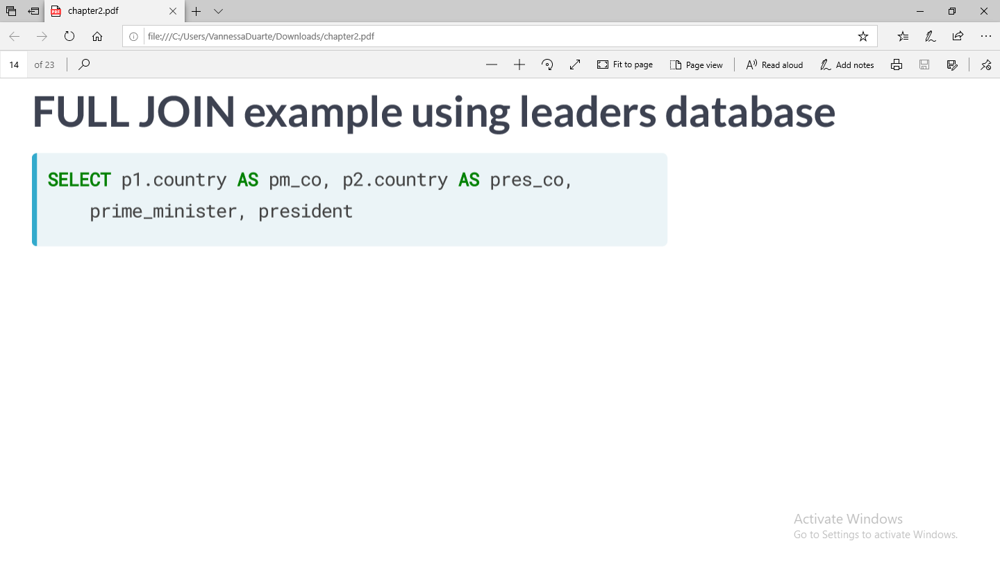 PDF chapter2.pdf
file:///C:/Users/VannessaDuarte/Downloads/chapter2.pdf
14 of 23 Fit to page Page view A Read aloud Add notes
FULL JOIN example using leaders database
SELECT p1.country AS pm_co, p2.country AS pres_co,
prime_minister, president
Activate Windows
Go to Settings to activate Windows.